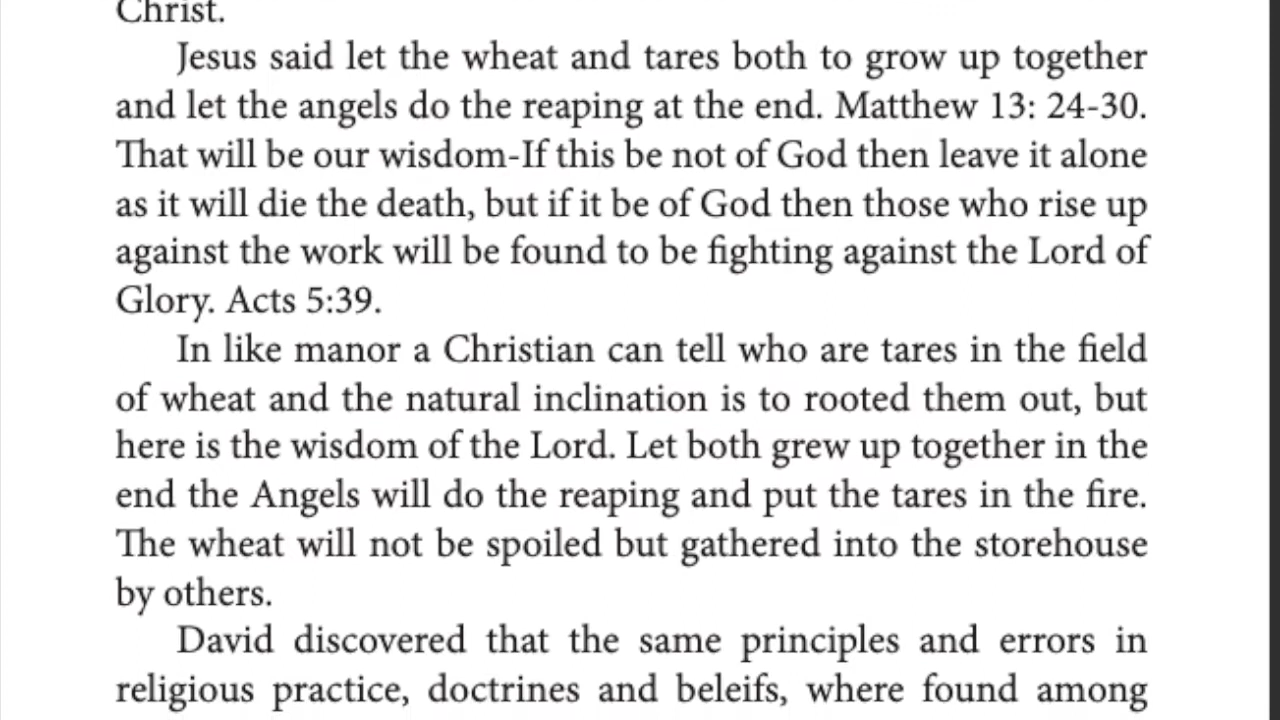 Christ.
Jesus said let the wheat and tares both to grow up together
and let the angels do the reaping at the end. Matthew 13: 24-30.
That will be our wisdom-If this be not of God then leave it alone
as it will die the death, but if it be of God then those who rise up
against the work will be found to be fighting against the Lord of
Glory. Acts 5:39.
In like manor a Christian can tell who are tares in the field
of wheat and the natural inclination is to rooted them out, but
here is the wisdom of the Lord. Let both grew up together in the
end the Angels will do the reaping and put the tares in the fire.
The wheat will not be spoiled but gathered into the storehouse
by others.
David discovered that the same principles and errors in
religious practice, doctrines and beleifs, where found among